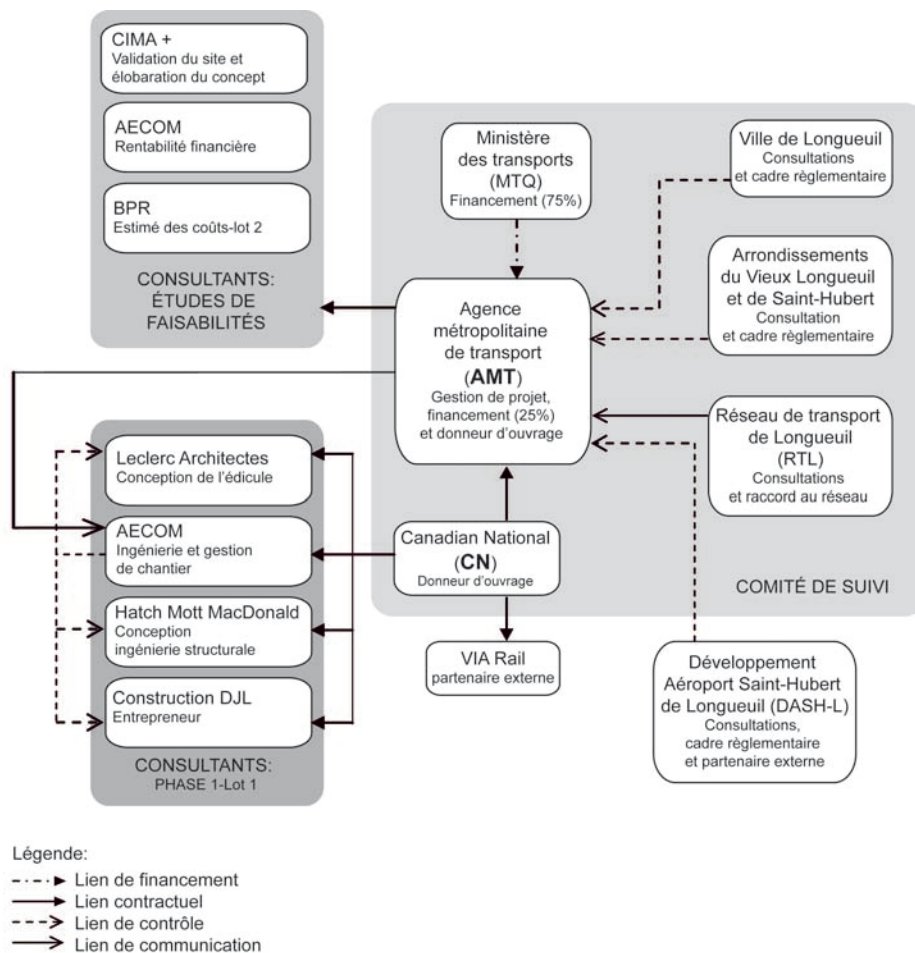 CIMA +
Validation du site et
élobaration du concept
AECOM
Rentabilité financière
BPR
Estimé des coûts-lot 2
CONSULTANTS:
ÉTUDES DE
FAISABILITÉS
Ministère
des transports
(MTQ)
Financement (75%)
Ville de Longueuil
Consultations
et cadre règlementaire
Arrondissements
du Vieux Longueuil
et de Saint-Hubert
Consultation
et cadre règlementaire
Agence
métropolitaine
de transport
(AMT)
Gestion de projet,
financement (25%)
et donneur d'ouvrage
Réseau de transport
de Longueuil
(RTL)
Consultations
et raccord au réseau
Leclerc Architectes
Conception de l'édicule
AECOM
Ingénierie et gestion
de chantier
Hatch Mott MacDonald
Conception
ingénierie structurale
Construction DJL
Entrepreneur
CONSULTANTS:
PHASE 1-Lot 1
Canadian National
(CN)
Donneur d'ouvrage
COMITÉ DE SUIVI
VIA Rail
partenaire externe
Développement
Aéroport Saint-Hubert
de Longueuil (DASH-L)
Consultations,
cadre règlementaire
et partenaire externe
Légende:
Lien de financement
Lien contractuel
Lien de contrôle
Lien de communication